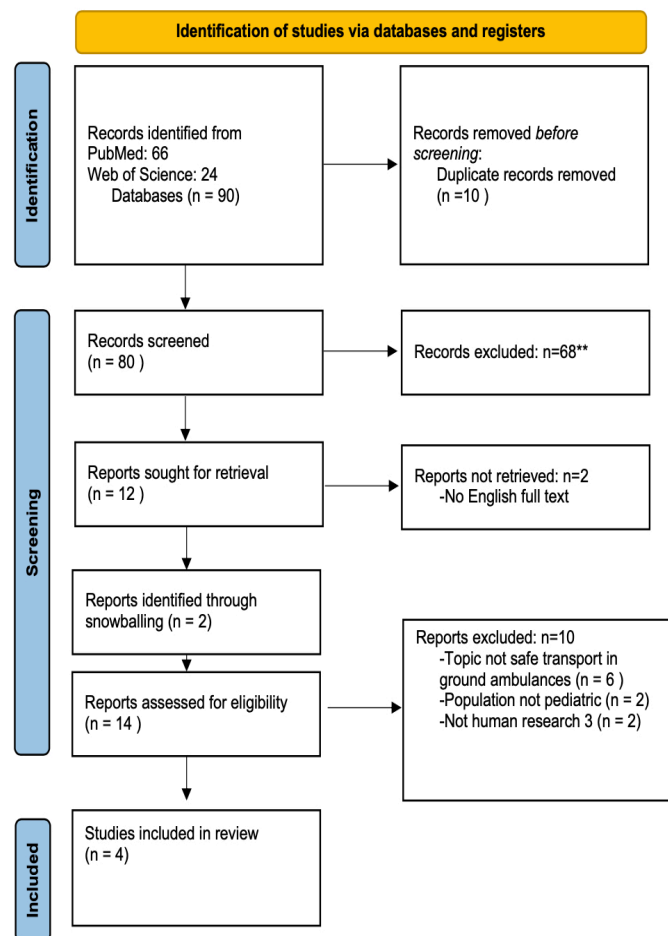 Identification of studies via databases and registers
Identification
Records identified from
PubMed: 66
Web of Science: 24
Databases (n = 90)
Records removed before
screening:
Duplicate records removed
(n =10 )
Screening
Records screened
(n = 80 )
Records excluded: n=68**
Reports sought for retrieval
(n = 12 )
Reports not retrieved: n=2
-No English full text
Reports identified through
snowballing (n = 2)
Reports assessed for eligibility
(n = 14 )
Reports excluded: n=10
-Topic not safe transport in
ground ambulances (n = 6 )
-Population not pediatric (n = 2)
-Not human research 3 (n = 2)
Included
Studies included in review
(n = 4)